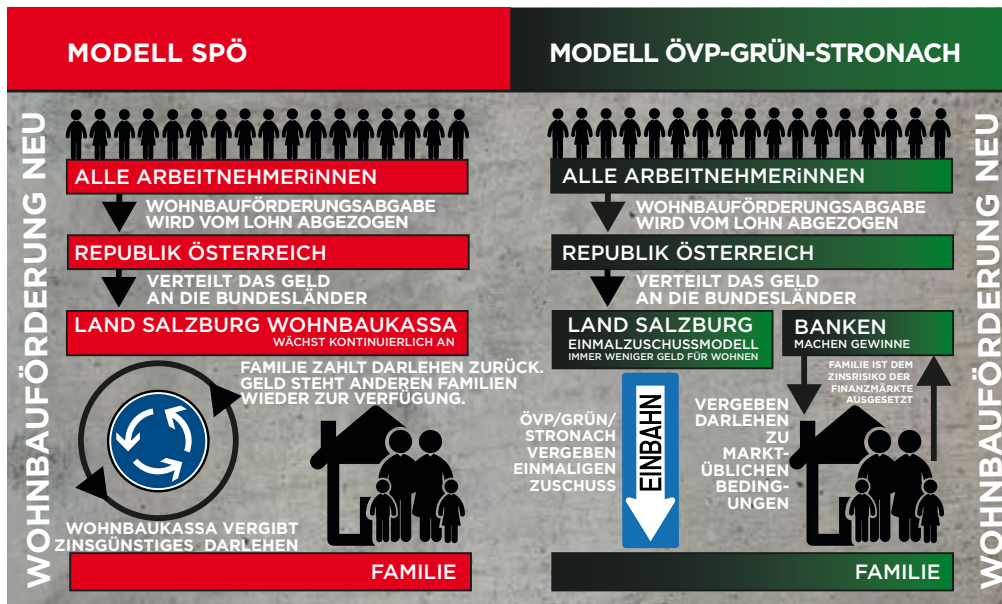 MODELL SPÖ
WOHNBAUFÖRDERUNG NEU
ALLE ARBEITNEHMERiNNEN
WOHNBAUFÖRDERUNGSABGABE
WIRD VOM LOHN ABGEZOGEN
REPUBLIK ÖSTERREICH
VERTEILT DAS GELD
AN DIE BUNDESLÄNDER
LAND SALZBURG WOHNBAUKASSA
WÄCHST KONTINUIERLICH AN
FAMILIE ZAHLT DARLEHEN ZURÜCK.
GELD STEHT ANDEREN FAMILIEN
WIEDER ZUR VERFÜGUNG.
WOHNBAUKASSA VERGIBT
ZINSGÜNSTIGES DARLEHEN
FAMILIE
MODELL ÖVP-GRÜN-STRONACH
ALLE ARBEITNEHMERiNNEN
WOHNBAUFÖRDERUNGSABGABE
WIRD VOM LOHN ABGEZOGEN
REPUBLIK ÖSTERREICH
VERTEILT DAS GELD
AN DIE BUNDESLÄNDER
LAND SALZBURG
EINMALZUSCHUSSMODELL
IMMER WENIGER GELD FÜR WOHNEN
BANKEN
MACHEN GEWINNE
ÖVP/GRÜN/
STRONACH
VERGEBEN
EINMALIGEN
ZUSCHUSS
EINBAHN
VERGEBEN
DARLEHEN
ZU
MARKT-
ÜBLICHEN
BEDING-
UNGEN
FAMILIE IST DEM
ZINSRISIKO DER
FINANZMÄRKTE
AUSGESETZT
FAMILIE
WOHNBAUFÖRDERUNG NEU